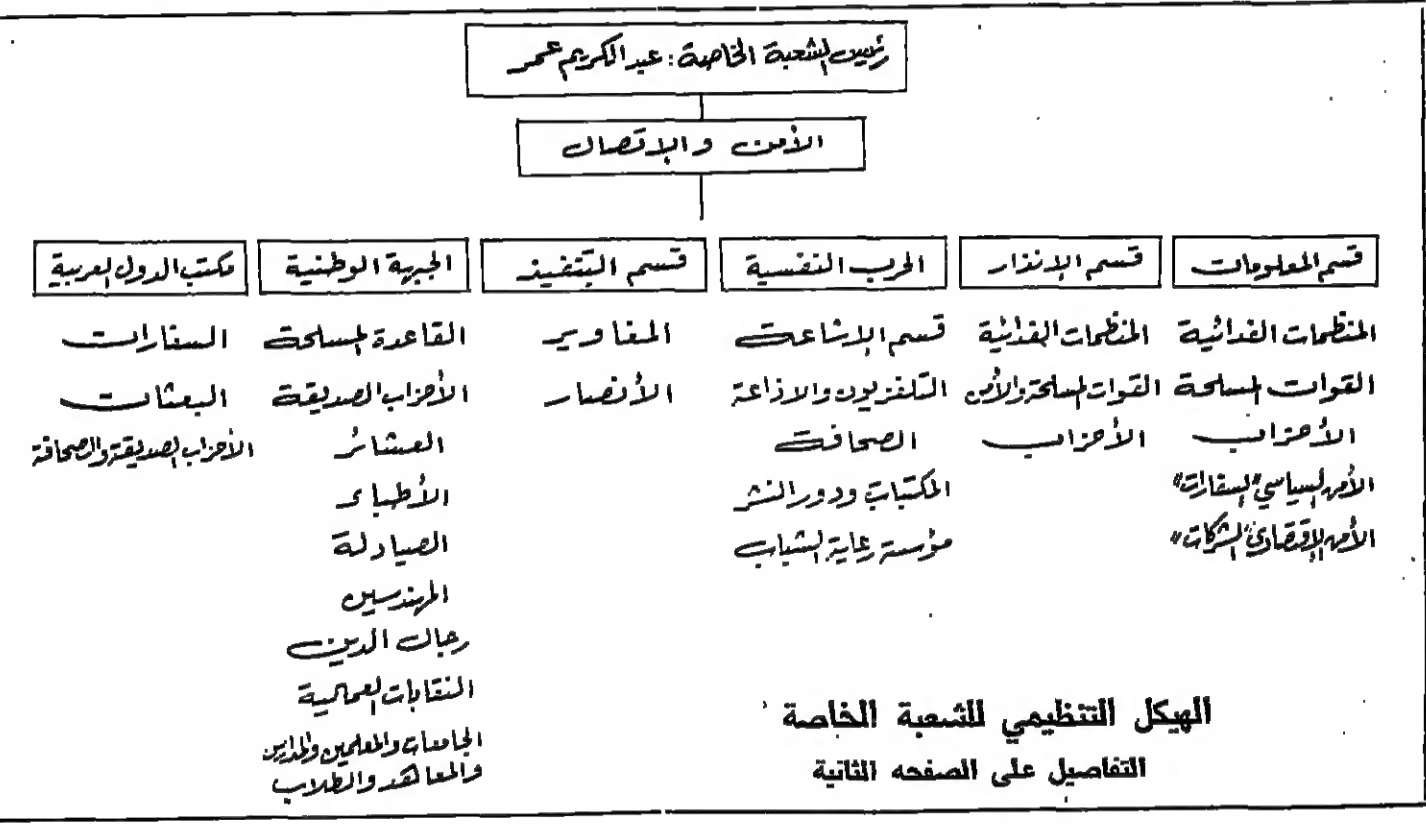 رئيس الشعبة الخاصة : عبد الكريم عمر
الأمن والإتصال
قسم المعلومات
المنظمات الفدائية
القوات المسلحة
الأحزاب
الأمن السياسي "السفارات"
الأمن الإقتصادي "الشركات"
قسم الإنذار
المنظمات الفدائية
القوات المسلحة والأمن
الأحزاب
الحرب النفسية
قسم الإشاعة
التلفزيون والاذاعة
الصحافة
المكتبات ودور النشر
مؤسسة رعاية الشباب
قسم التنفيذ
المغاوير
الأنصار
الجبهة الوطنية
القاعدة المسلحة
الأحزاب الصديقة
العشائر
الأطباء
الصيادلة
المهندسين
رجال الدين
النقابات العمالية
الجامعات والمعلمين والمدارس
والمعاهد والطلاب
مكتب الدول العربية
السفارات
البعثات
الأحزاب الصديقة والصحافة
الهيكل التنظيمي للشعبة الخاصة
التفاصيل على الصفحه الثانية